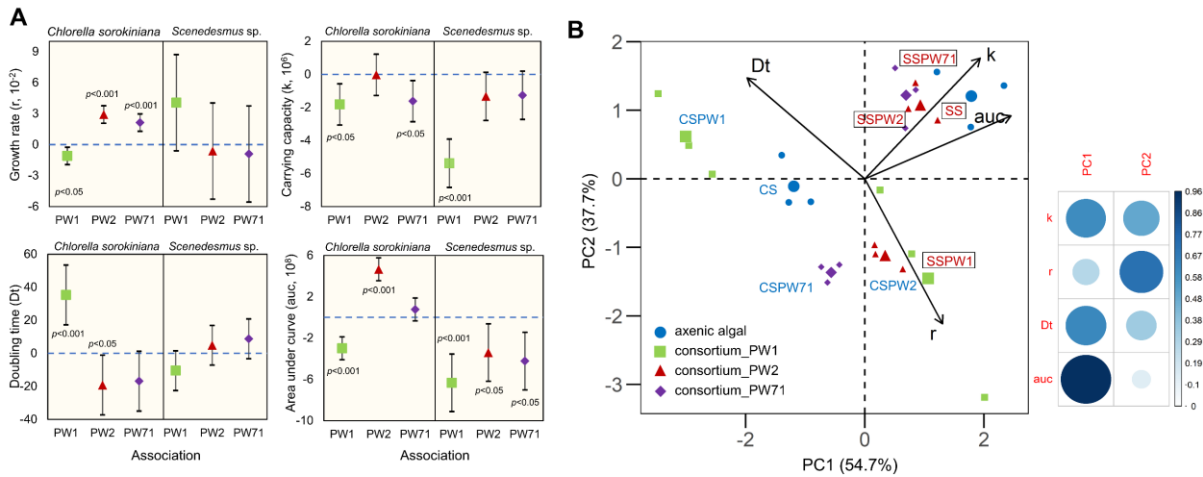 A
Chlorella sorokiniana
Scenedesmus sp.
Growth rate (r, 10-2)
9
6
3
0
-3
-6
p<0.05
p<0.001
p<0.001
PW1 PW2 PW71 PW1 PW2 PW71
Chlorella sorokiniana
Scenedesmus sp.
Carrying capacity (k, 10⁶)
2
0
-2
-4
-6
-8
p<0.05
p<0.05
p<0.001
PW1 PW2 PW71 PW1 PW2 PW71
Chlorella sorokiniana
Scenedesmus sp.
Doubling time (Dt)
60
40
20
0
-20
-40
p<0.001
p<0.05
PW1 PW2 PW71 PW1 PW2 PW71
Association
Chlorella sorokiniana
Scenedesmus sp.
Area under curve (auc, 10⁸)
6
2
-2
-6
-10
p<0.001
p<0.001
p<0.001
p<0.05
p<0.05
PW1 PW2 PW71 PW1 PW2 PW71
Association
B
PC2 (37.7%)
2
1
0
-1
-2
-3
Dt
SSPW71
k
CSPW1
SSPW2
SS
auc
CS
SSPW1
CSPW71
CSPW2
r
axenic algal
consortium_PW1
consortium_PW2
consortium_PW71
-2 0 2
PC1 (54.7%)
PC1 PC2
k
r
Dt
auc
0.96
0.86
0.77
0.67
0.58
0.48
0.39
0.29
0.19
0.1
0